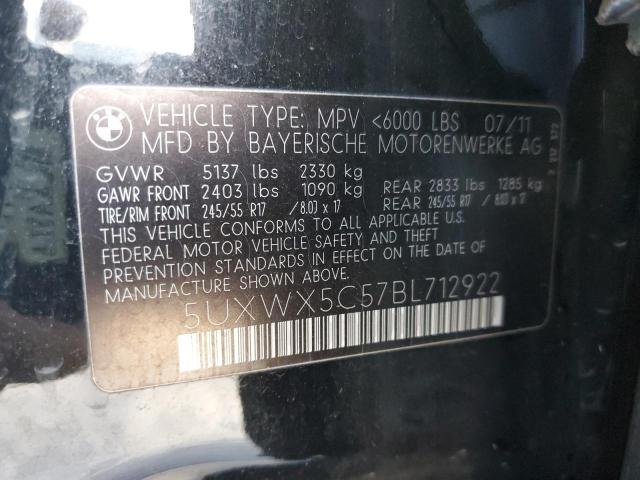 BMW
VEHICLE TYPE: MPV <6000 LBS 07/11
MFD BY BAYERISCHE MOTORENWERKE AG
GVWR 5137 lbs 2330 kg
GAWR FRONT 2403 lbs 1090 kg REAR 2833 lbs 1285 kg
TIRE/RIM FRONT 245/55 R17 /8.0J x 17 REAR 245/55 R17 / 8.0J x 17
THIS VEHICLE CONFORMS TO ALL APPLICABLE U.S.
FEDERAL MOTOR VEHICLE SAFETY AND THEFT
PREVENTION STANDARDS IN EFFECT ON THE DATE OF
MANUFACTURE SHOWN ABOVE.
5UXWX5C57BL712922